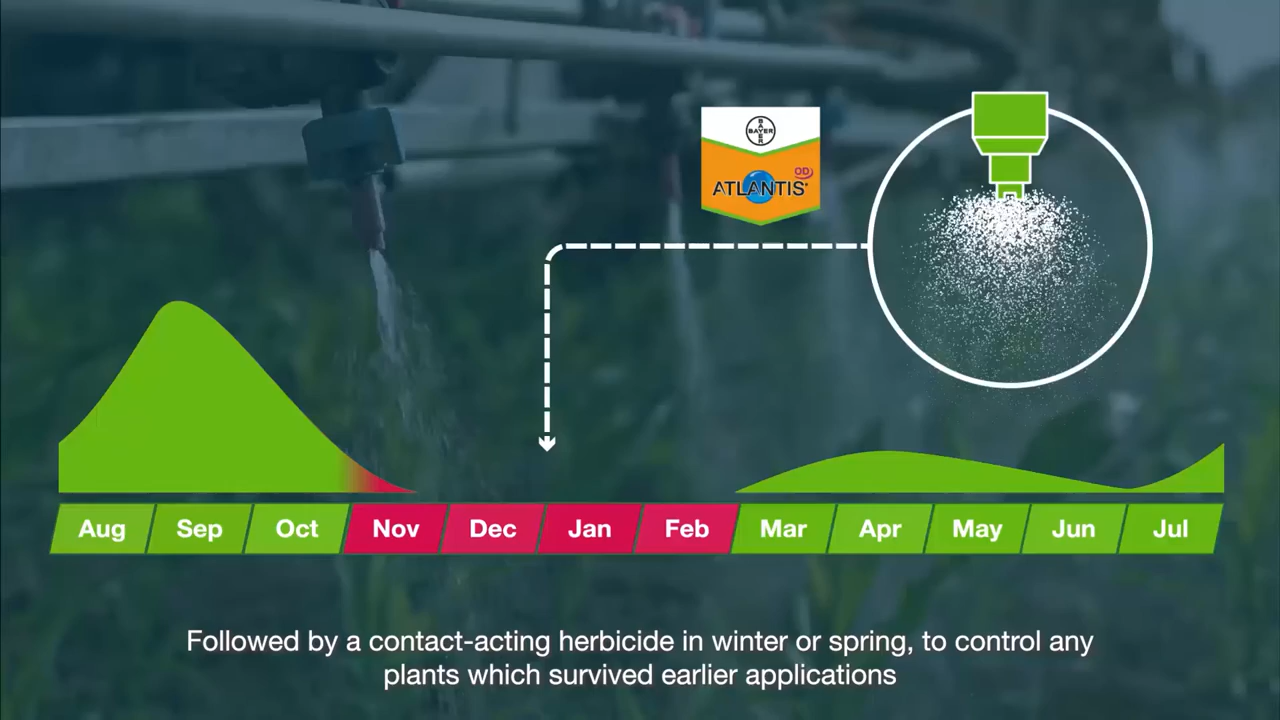 BAYER
BAYER
ATLANTIS OD
Aug Sep Oct Nov Dec Jan Feb Mar Apr May Jun Jul
Followed by a contact-acting herbicide in winter or spring, to control any
plants which survived earlier applications